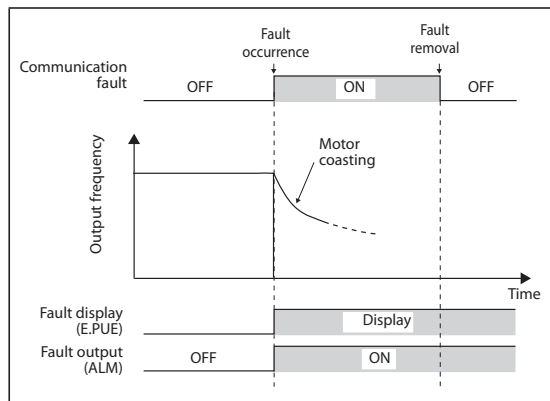 Fault
occurrence
Fault
removal
Communication
fault
OFF
ON
OFF
Output frequency
Motor
coasting
Time
Fault display
(E.PUE)
Display
Fault output
(ALM)
OFF
ON